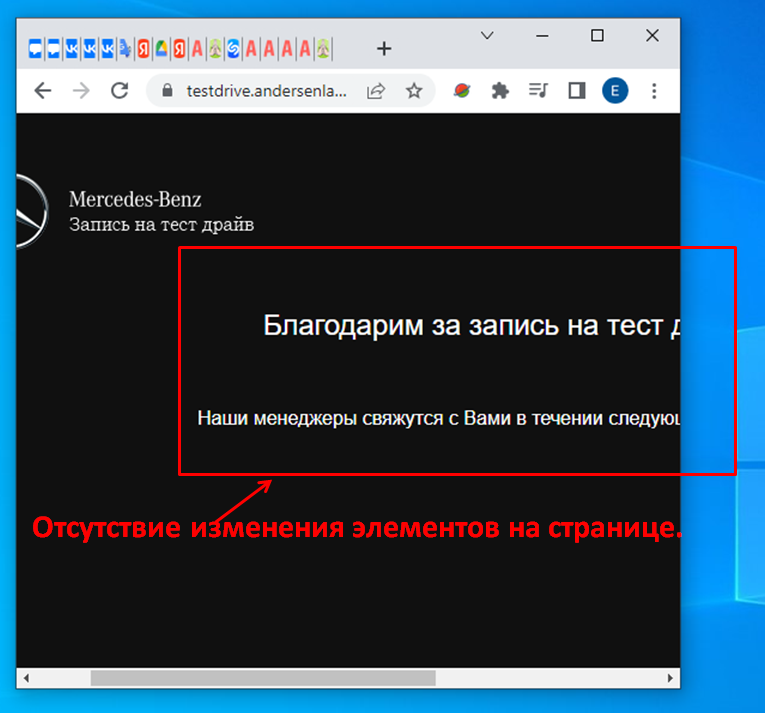 testdrive.andersenla...
E
Mercedes-Benz
Запись на тест драйв
Благодарим за запись на тест д
Наши менеджеры свяжутся с Вами в течении следующ
Отсутствие изменения элементов на странице.